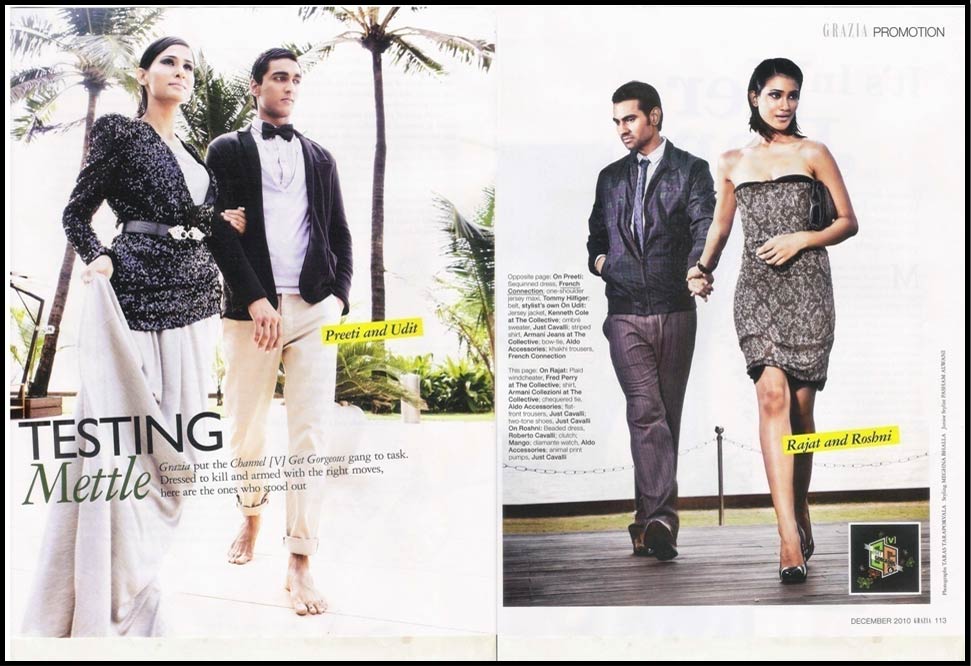 Preeti and Udit
TESTING
Mettle
Grazia put the Channel [V] Get Gorgeous gang to task.
Dressed to kill and armed with the right moves,
here are the ones who stood out
GRAZIA PROMOTION
Opposite page: On Preeti:
Sequinned dress, French
Connection; one-shoulder
jersey maxi, Tommy Hilfiger;
belt, stylist's own On Udit:
Jersey jacket, Kenneth Cole
at The Collective; ombré
sweater, Just Cavalli; striped
shirt, Armani Jeans at The
Collective; bow-tie, Aldo
Accessories; khakhi trousers,
French Connection
This page: On Rajat: Plaid
windcheater, Fred Perry
at The Collective; shirt,
Armani Collezioni at The
Collective; chequered tie,
Aldo Accessories; flat-
front trousers, Just Cavalli;
two-tone shoes, Just Cavalli
On Roshni: Beaded dress,
Roberto Cavalli; clutch;
Mango; diamante watch, Aldo
Accessories; animal print
pumps, Just Cavalli
Rajat and Roshni
Photographs TARAS TARAPORVALA Styling MEGHNA BHALLA Junior Stylist PASHAM ALWANI
[V]
DECEMBER 2010 GRAZIA 113